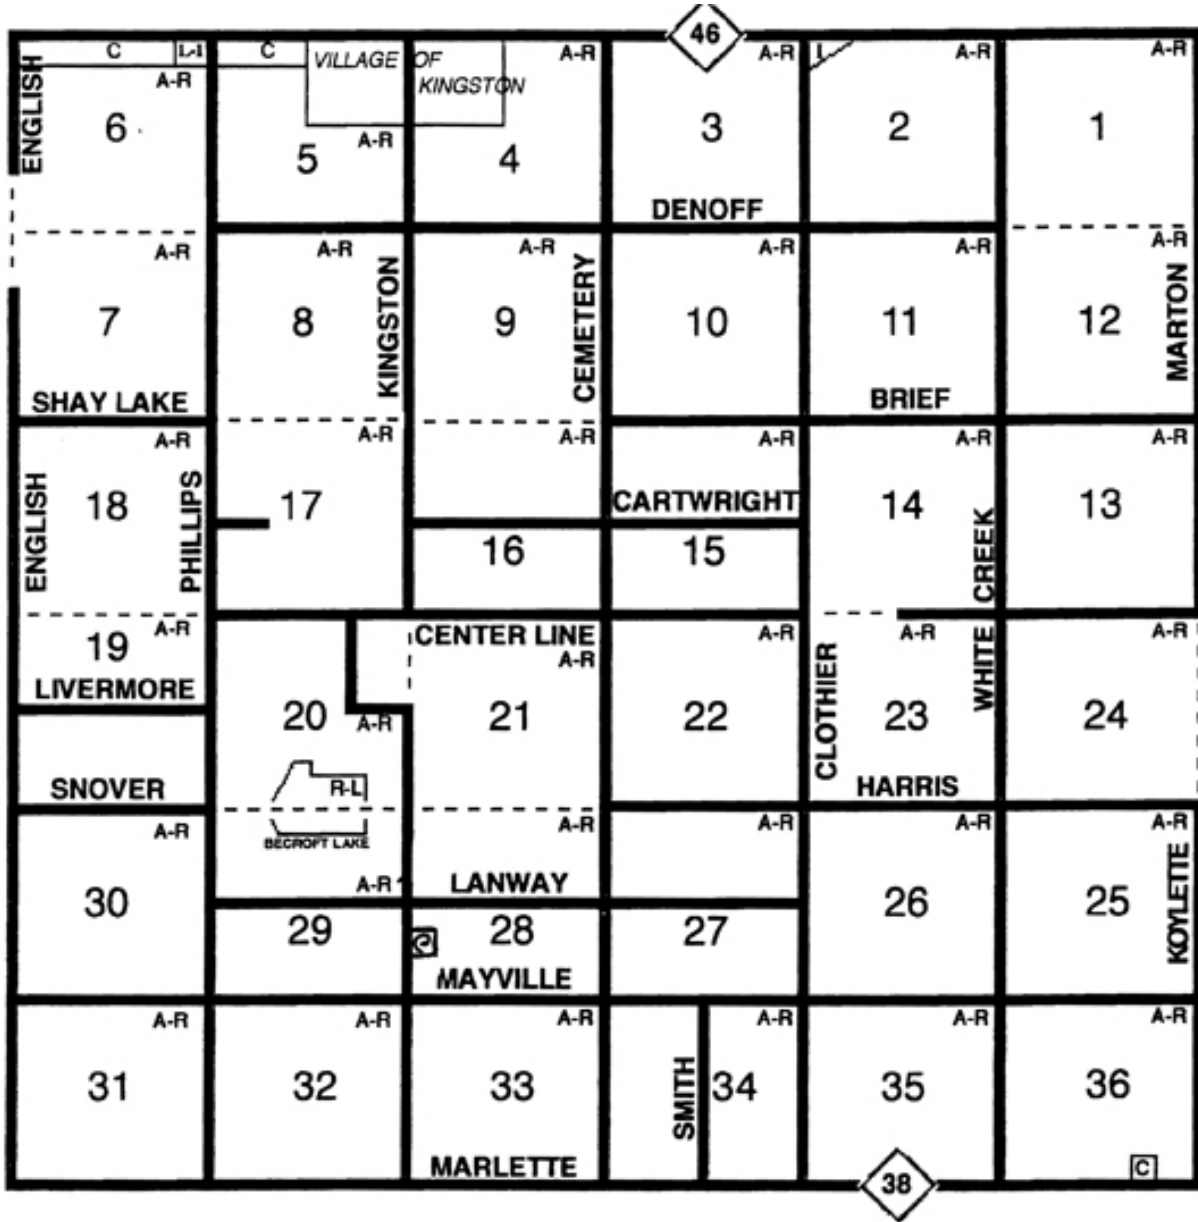 46
C
L-I
C
VILLAGE OF
KINGSTON
A-R
A-R
I
A-R
A-R
A-R
ENGLISH
6
5
A-R
4
3
2
1
DENOFF
A-R
A-R
A-R
A-R
A-R
A-R
7
8
KINGSTON
9
CEMETERY
10
11
12
MARTON
SHAY LAKE
BRIEF
A-R
A-R
A-R
A-R
A-R
A-R
ENGLISH
18
PHILLIPS
17
16
CARTWRIGHT
15
14
WHITE CREEK
13
19
A-R
LIVERMORE
CENTER LINE
A-R
A-R
A-R
A-R
20
A-R
21
22
CLOTHIER
23
24
SNOVER
R-L
HARRIS
BECROFT LAKE
A-R
A-R
A-R
A-R
A-R
30
A-R
LANWAY
26
25
KOYLETTE
29
C
28
27
MAYVILLE
A-R
A-R
A-R
A-R
A-R
A-R
31
32
33
SMITH
34
35
36
MARLETTE
C
38